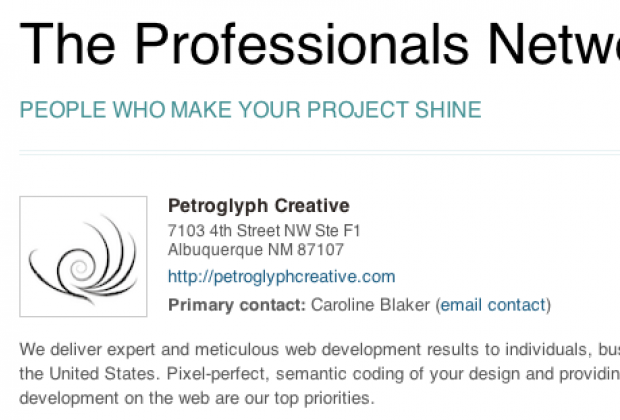 The Professionals Netw
PEOPLE WHO MAKE YOUR PROJECT SHINE
Petroglyph Creative
7103 4th Street NW Ste F1
Albuquerque NM 87107
http://petroglyphcreative.com
Primary contact: Caroline Blaker (email contact)
We deliver expert and meticulous web development results to individuals, bus
the United States. Pixel-perfect, semantic coding of your design and providin
development on the web are our top priorities.